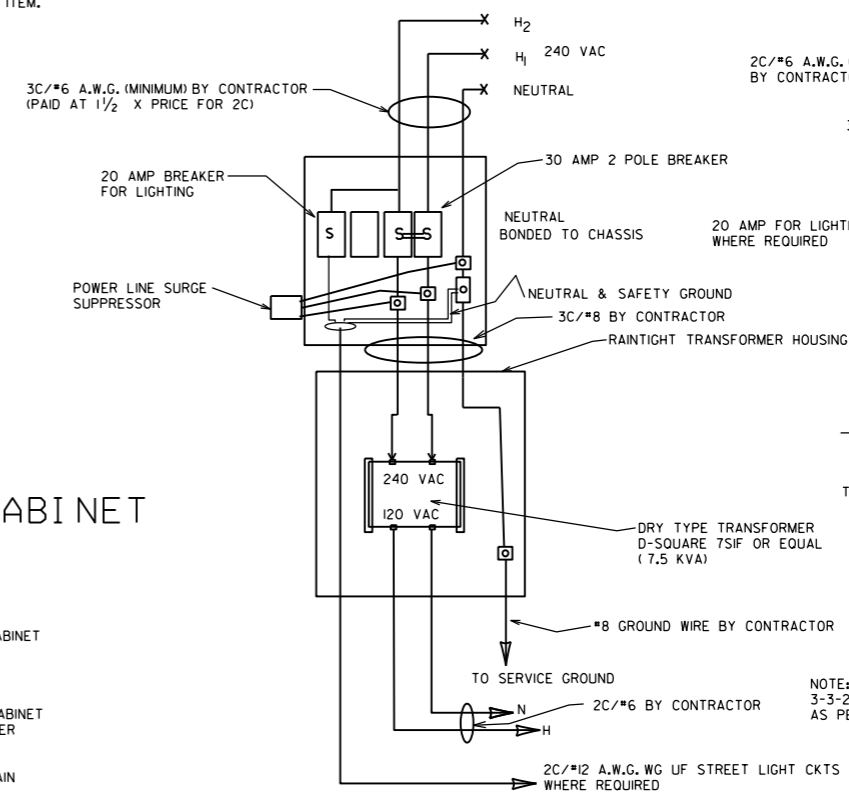 ITEM.
H2
H1 240 VAC
NEUTRAL
3C/#6 A.W.G. (MINIMUM) BY CONTRACTOR
(PAID AT 1 1/2 X PRICE FOR 2C)
2C/#6 A.W.G.
BY CONTRACTO
20 AMP BREAKER
FOR LIGHTING
30 AMP 2 POLE BREAKER
S
S S
NEUTRAL
BONDED TO CHASSIS
20 AMP FOR LIGHTI
WHERE REQUIRED
POWER LINE SURGE
SUPPRESSOR
NEUTRAL & SAFETY GROUND
3C/#8 BY CONTRACTOR
RAINTIGHT TRANSFORMER HOUSING
240 VAC
120 VAC
ABINET
DRY TYPE TRANSFORMER
D-SQUARE 7SIF OR EQUAL
(7.5 KVA)
ABINET
#8 GROUND WIRE BY CONTRACTOR
TO SERVICE GROUND
ABINET
ER
N
2C/#6 BY CONTRACTOR
H
NOTE:
3-3-2
AS PE
AIN
2C/#12 A.W.G. WG UF STREET LIGHT CKTS
WHERE REQUIRED